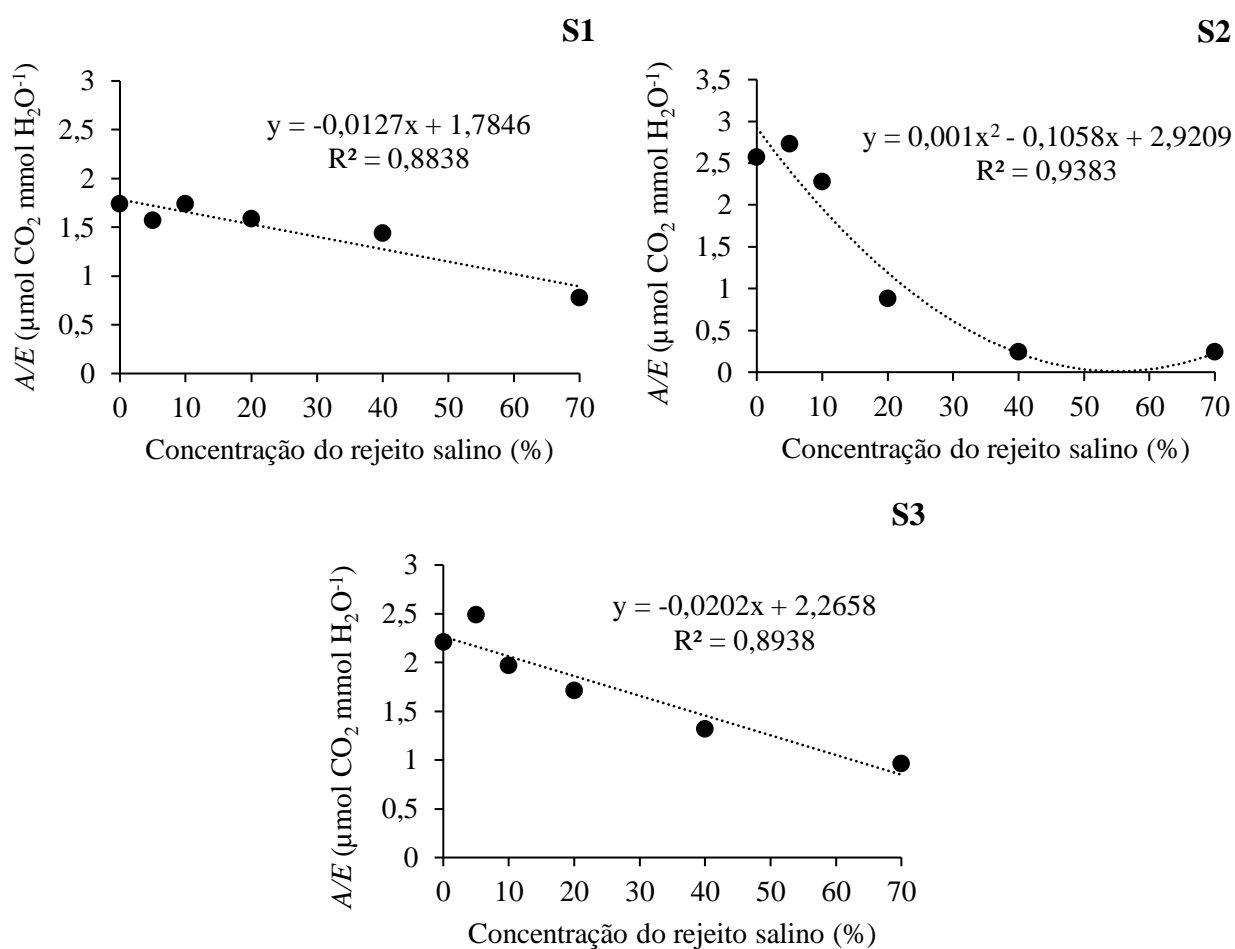 S1
A/E (µmol CO₂ mmol H₂O⁻¹)
3
2,5
2
1,5
1
0,5
0
y = -0,0127x + 1,7846
R² = 0,8838
0 10 20 30 40 50 60 70
Concentração do rejeito salino (%)
S2
A/E (µmol CO₂ mmol H₂O⁻¹)
3,5
3
2,5
2
1,5
1
0,5
0
y = 0,001x² - 0,1058x + 2,9209
R² = 0,9383
0 10 20 30 40 50 60 70
Concentração do rejeito salino (%)
S3
A/E (µmol CO₂ mmol H₂O⁻¹)
3
2,5
2
1,5
1
0,5
0
y = -0,0202x + 2,2658
R² = 0,8938
0 10 20 30 40 50 60 70
Concentração do rejeito salino (%)